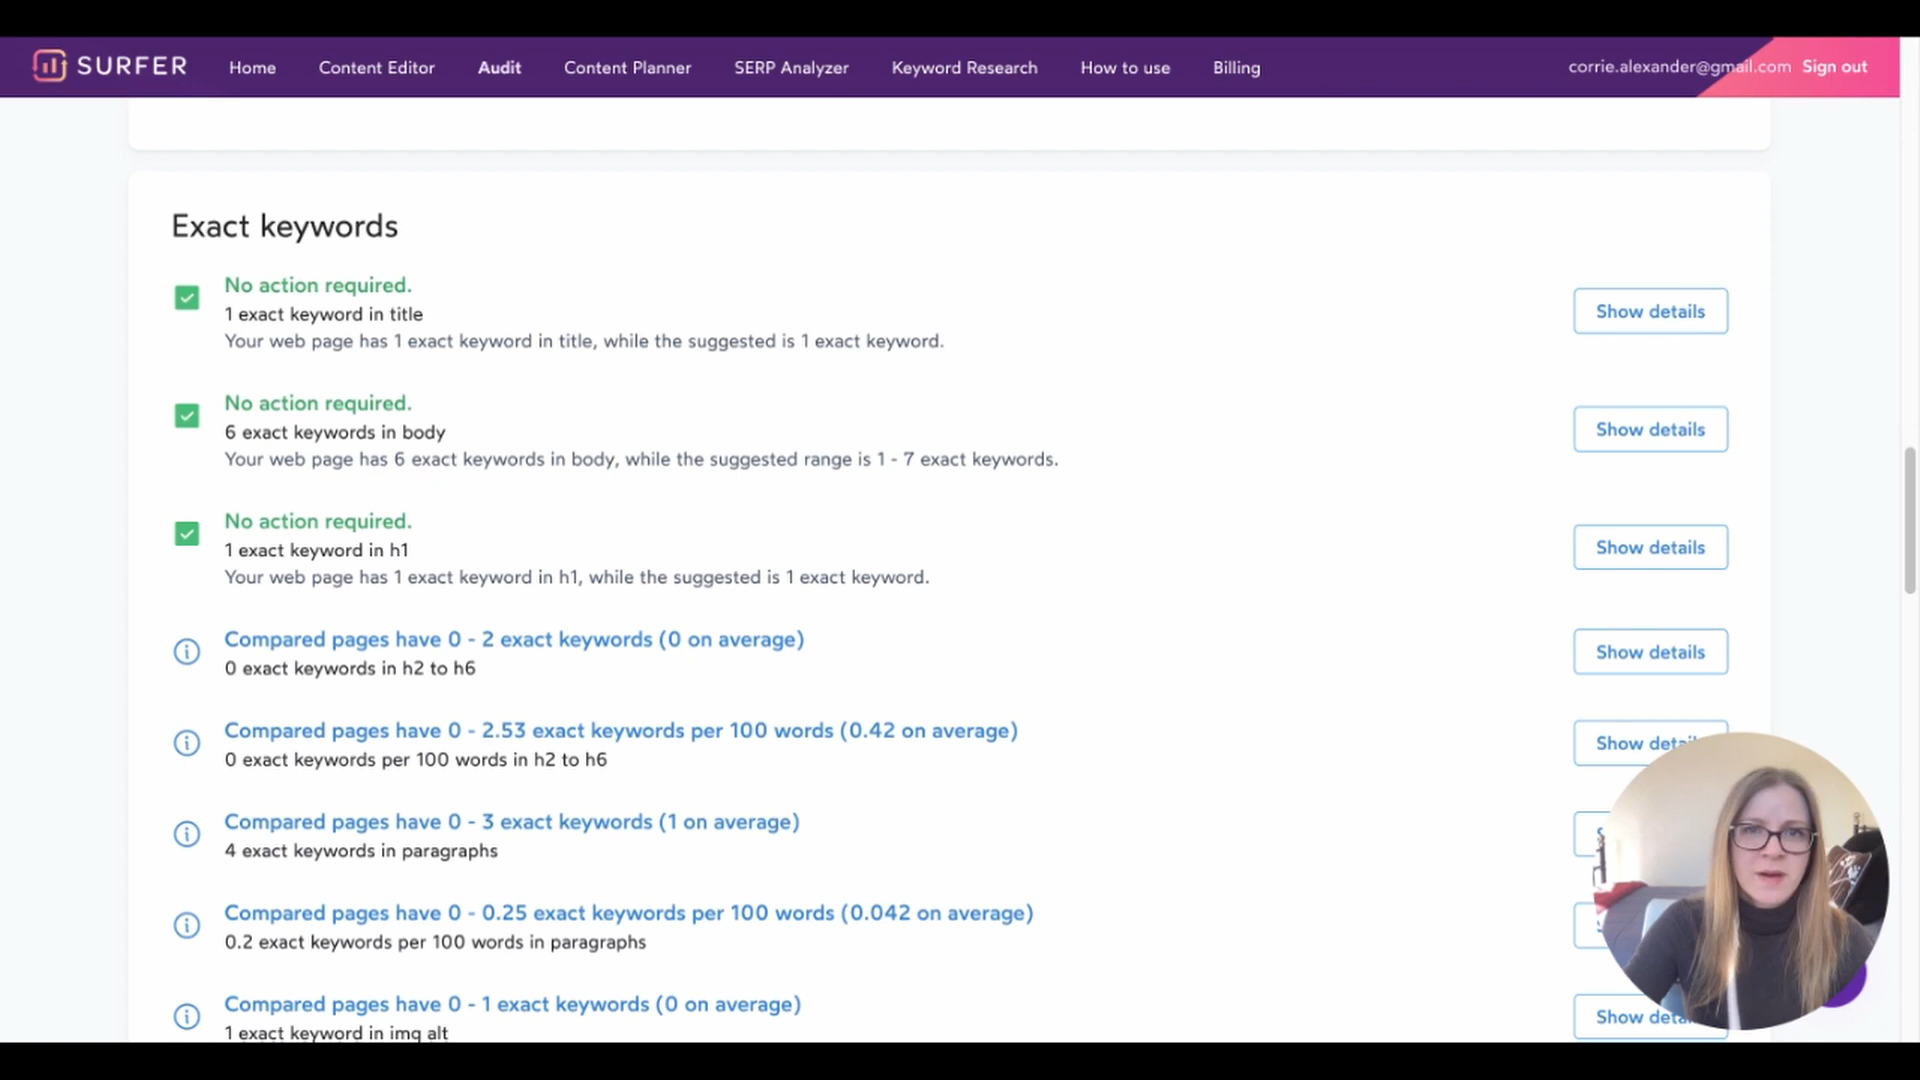 SURFER
Home
Content Editor
Audit
Content Planner
SERP Analyzer
Keyword Research
How to use
Billing
corrie.alexander@gmail.com
Sign out
Exact keywords
No action required.
1 exact keyword in title
Your web page has 1 exact keyword in title, while the suggested is 1 exact keyword.
Show details
No action required.
6 exact keywords in body
Your web page has 6 exact keywords in body, while the suggested range is 1 - 7 exact keywords.
Show details
No action required.
1 exact keyword in h1
Your web page has 1 exact keyword in h1, while the suggested is 1 exact keyword.
Show details
Compared pages have 0 - 2 exact keywords (0 on average)
0 exact keywords in h2 to h6
Show details
Compared pages have 0 - 2.53 exact keywords per 100 words (0.42 on average)
0 exact keywords per 100 words in h2 to h6
Show
Compared pages have 0 - 3 exact keywords (1 on average)
4 exact keywords in paragraphs
Compared pages have 0 - 0.25 exact keywords per 100 words (0.042 on average)
0.2 exact keywords per 100 words in paragraphs
Compared pages have 0 - 1 exact keywords (0 on average)
1 exact keyword in img alt
Show